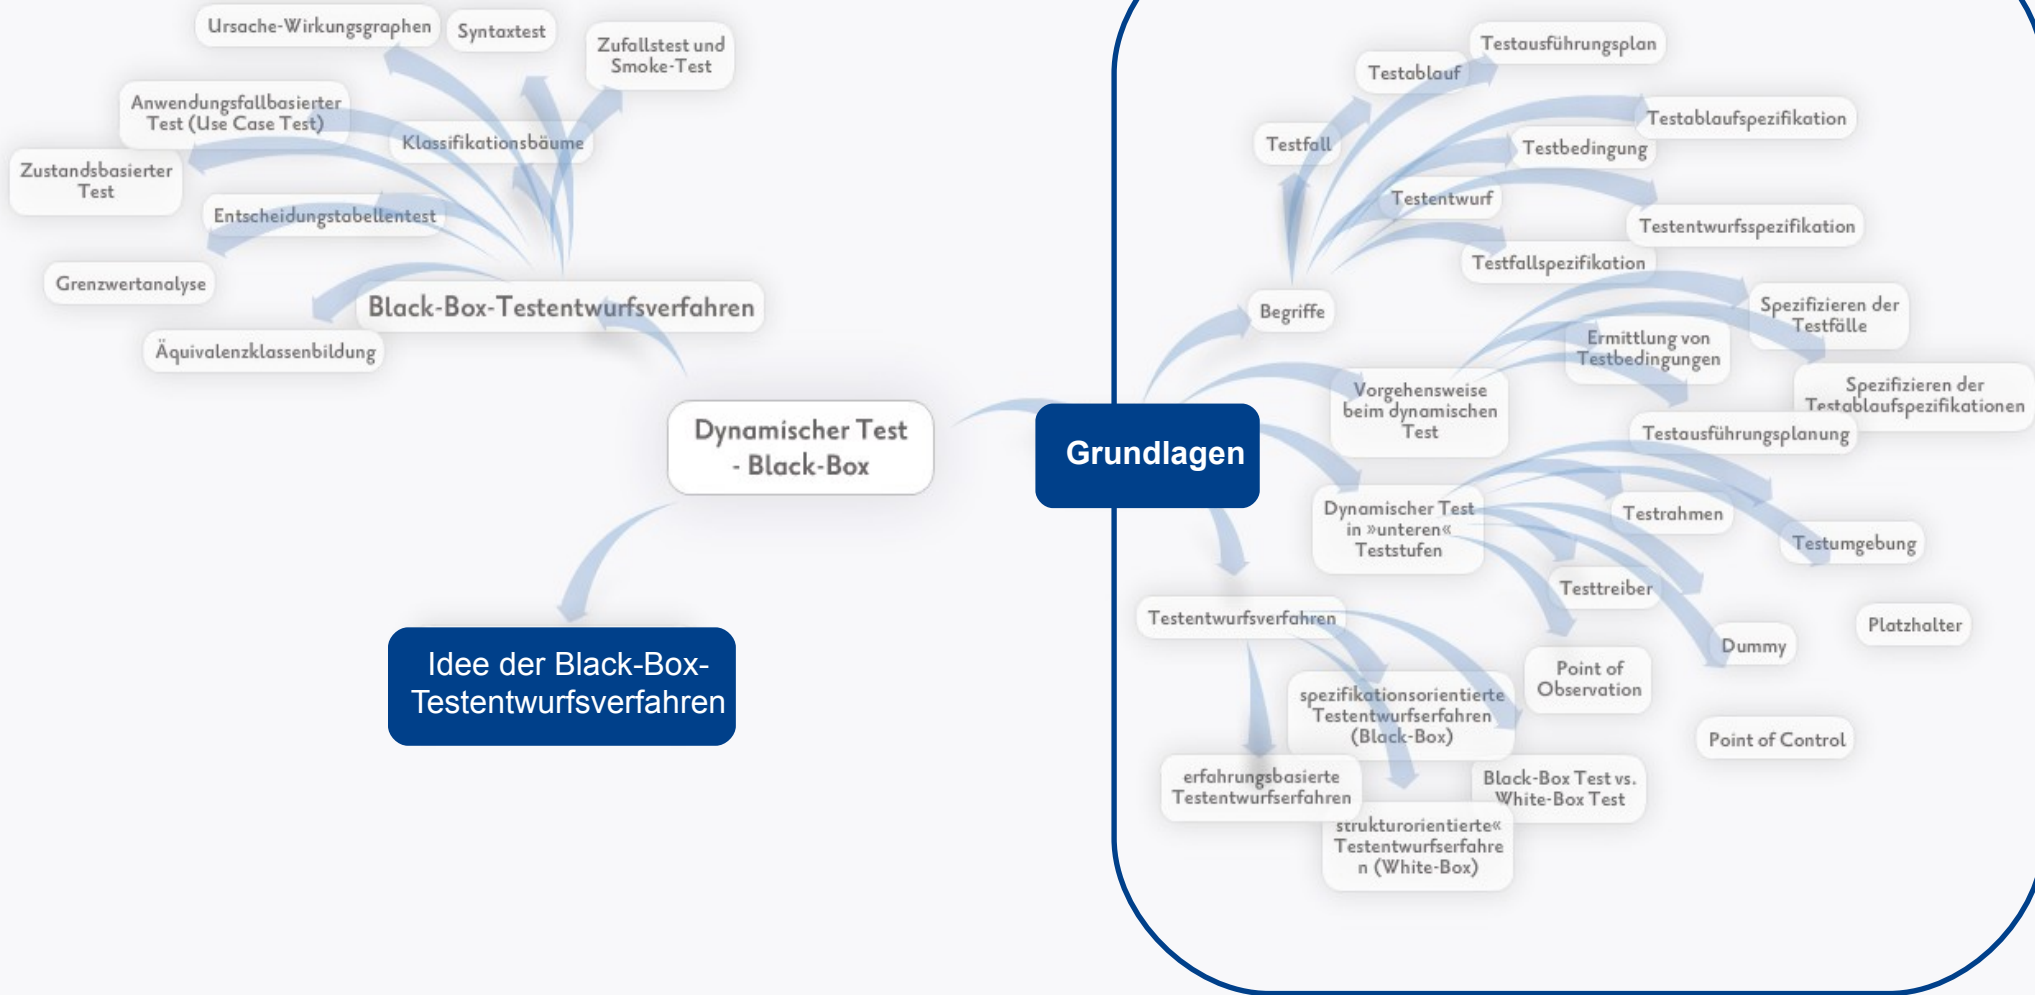 Ursache-Wirkungsgraphen
Syntaxtest
Zufallstest und
Smoke-Test
Anwendungsfallbasierter
Test (Use Case Test)
Klassifikationsbäume
Zustandsbasierter
Test
Entscheidungstabellentest
Grenzwertanalyse
Black-Box-Testentwurfsverfahren
Äquivalenzklassenbildung
Dynamischer Test
- Black-Box
Idee der Black-Box-
Testentwurfsverfahren
Grundlagen
Testausführungsplan
Testablauf
Testablaufspezifikation
Testfall
Testbedingung
Testentwurf
Testentwurfsspezifikation
Testfallspezifikation
Begriffe
Spezifizieren der
Testfälle
Ermittlung von
Testbedingungen
Vorgehensweise
beim dynamischen
Test
Spezifizieren der
Testablaufspezifikationen
Testausführungsplanung
Dynamischer Test
in »unteren«
Teststufen
Testrahmen
Testumgebung
Testtreiber
Platzhalter
Dummy
Point of
Observation
Point of Control
Testentwurfsverfahren
spezifikationsorientierte
Testentwurfserfahren
(Black-Box)
erfahrungsbasierte
Testentwurfserfahren
Black-Box Test vs.
White-Box Test
strukturorientierte«
Testentwurfserfahre
n (White-Box)